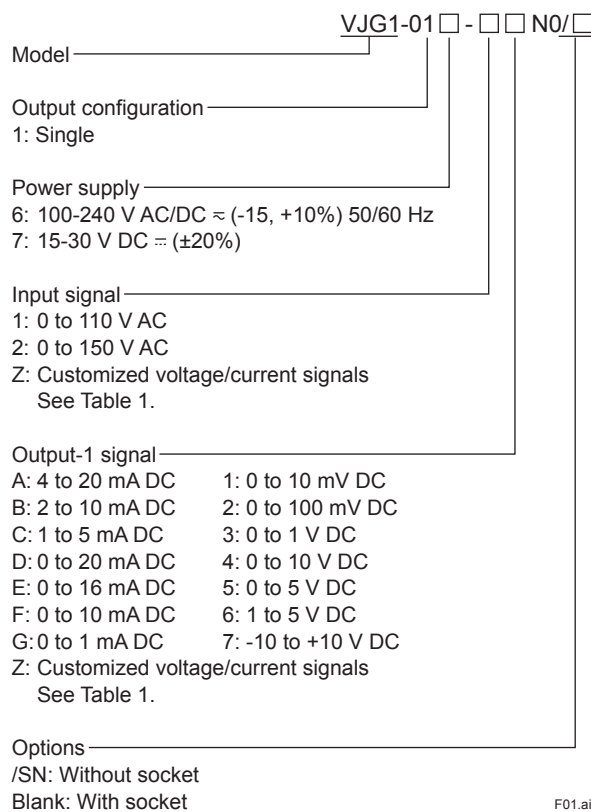 VJG1-01□ - □□ N0/□
Model
Output configuration
1: Single
Power supply
6: 100-240 V AC/DC ⩬ (-15, +10%) 50/60 Hz
7: 15-30 V DC ⎓ (±20%)
Input signal
1: 0 to 110 V AC
2: 0 to 150 V AC
Z: Customized voltage/current signals
See Table 1.
Output-1 signal
A: 4 to 20 mA DC 1: 0 to 10 mV DC
B: 2 to 10 mA DC 2: 0 to 100 mV DC
C: 1 to 5 mA DC 3: 0 to 1 V DC
D: 0 to 20 mA DC 4: 0 to 10 V DC
E: 0 to 16 mA DC 5: 0 to 5 V DC
F: 0 to 10 mA DC 6: 1 to 5 V DC
G: 0 to 1 mA DC 7: -10 to +10 V DC
Z: Customized voltage/current signals
See Table 1.
Options
/SN: Without socket
Blank: With socket
F01.ai